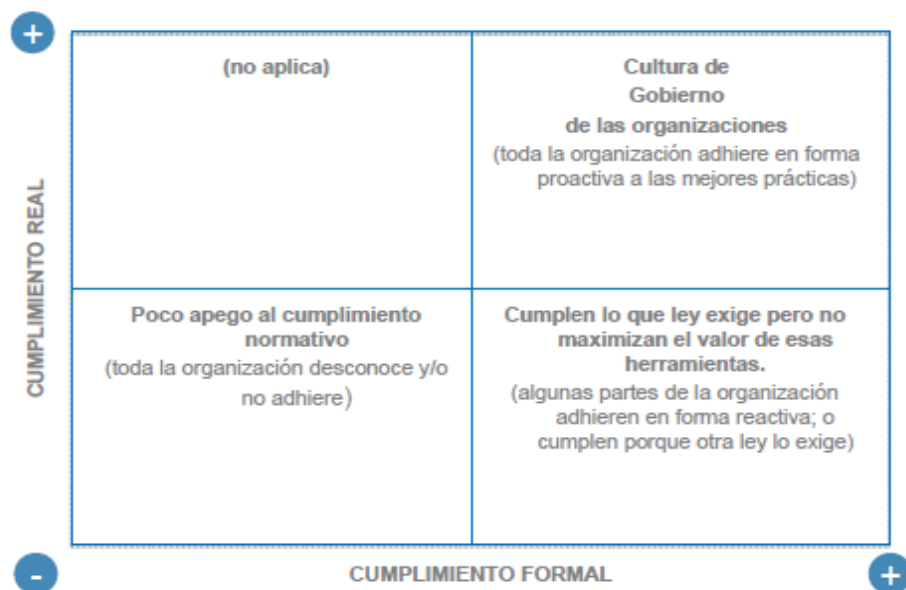 +
(no aplica)
Cultura de
Gobierno
de las organizaciones
(toda la organización adhiere en forma
proactiva a las mejores prácticas)
CUMPLIMIENTO REAL
Poco apego al cumplimiento
normativo
(toda la organización desconoce y/o
no adhiere)
Cumplen lo que ley exige pero no
maximizan el valor de esas
herramientas.
(algunas partes de la organización
adhieren en forma reactiva; o
cumplen porque otra ley lo exige)
-
CUMPLIMIENTO FORMAL
+